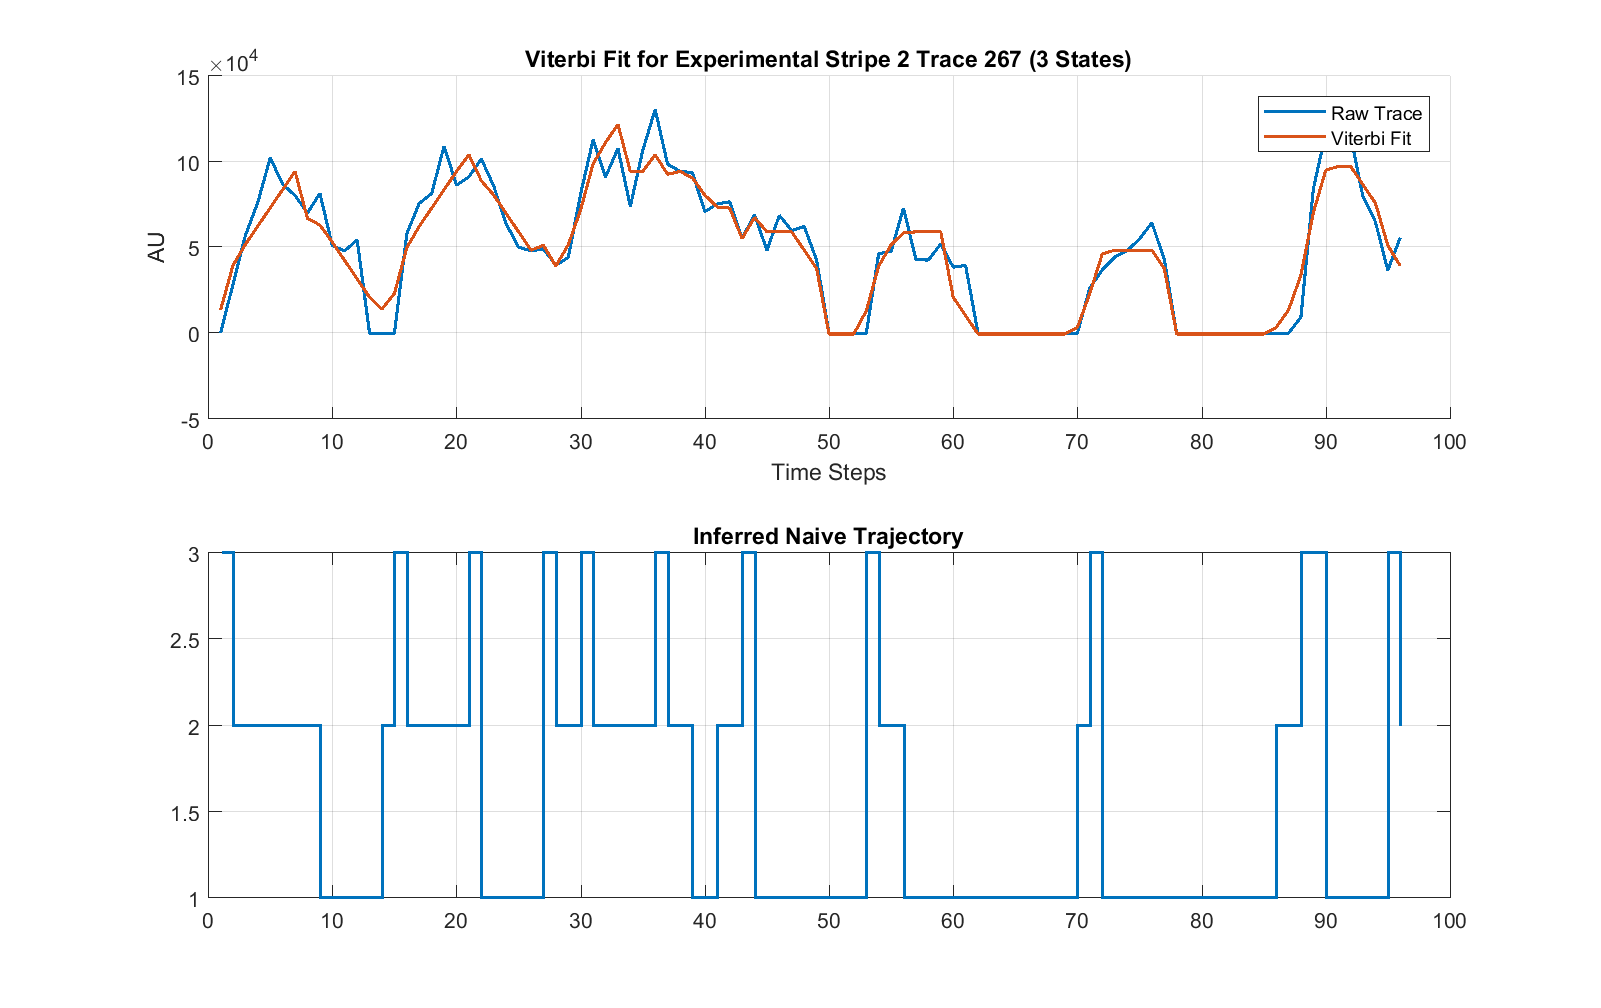 Viterbi Fit for Experimental Stripe 2 Trace 267 (3 States)
×10⁴
15
10
5
0
-5
AU
Raw Trace
Viterbi Fit
0 10 20 30 40 50 60 70 80 90 100
Time Steps
Inferred Naive Trajectory
3
2.5
2
1.5
1
0 10 20 30 40 50 60 70 80 90 100